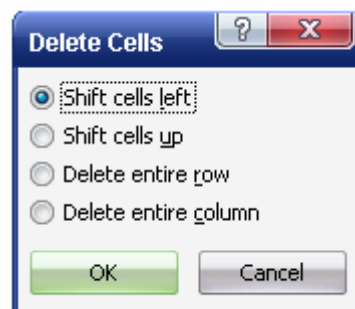 Delete Cells ? X
Shift cells left
Shift cells up
Delete entire row
Delete entire column
OK Cancel